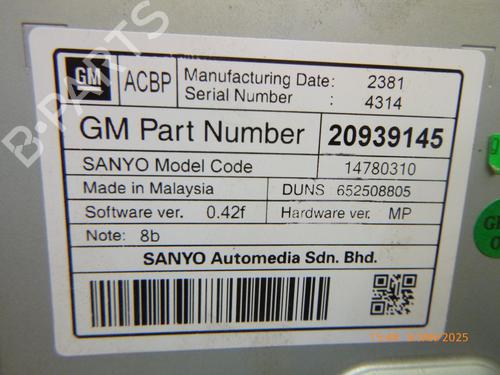 GM
ACBP
Manufacturing Date: 2381
Serial Number : 4314
GM Part Number 20939145
SANYO Model Code 14780310
Made in Malaysia DUNS 652508805
Software ver. 0.42f Hardware ver. MP
Note: 8b
SANYO Automedia Sdn. Bhd.
B-PARTS